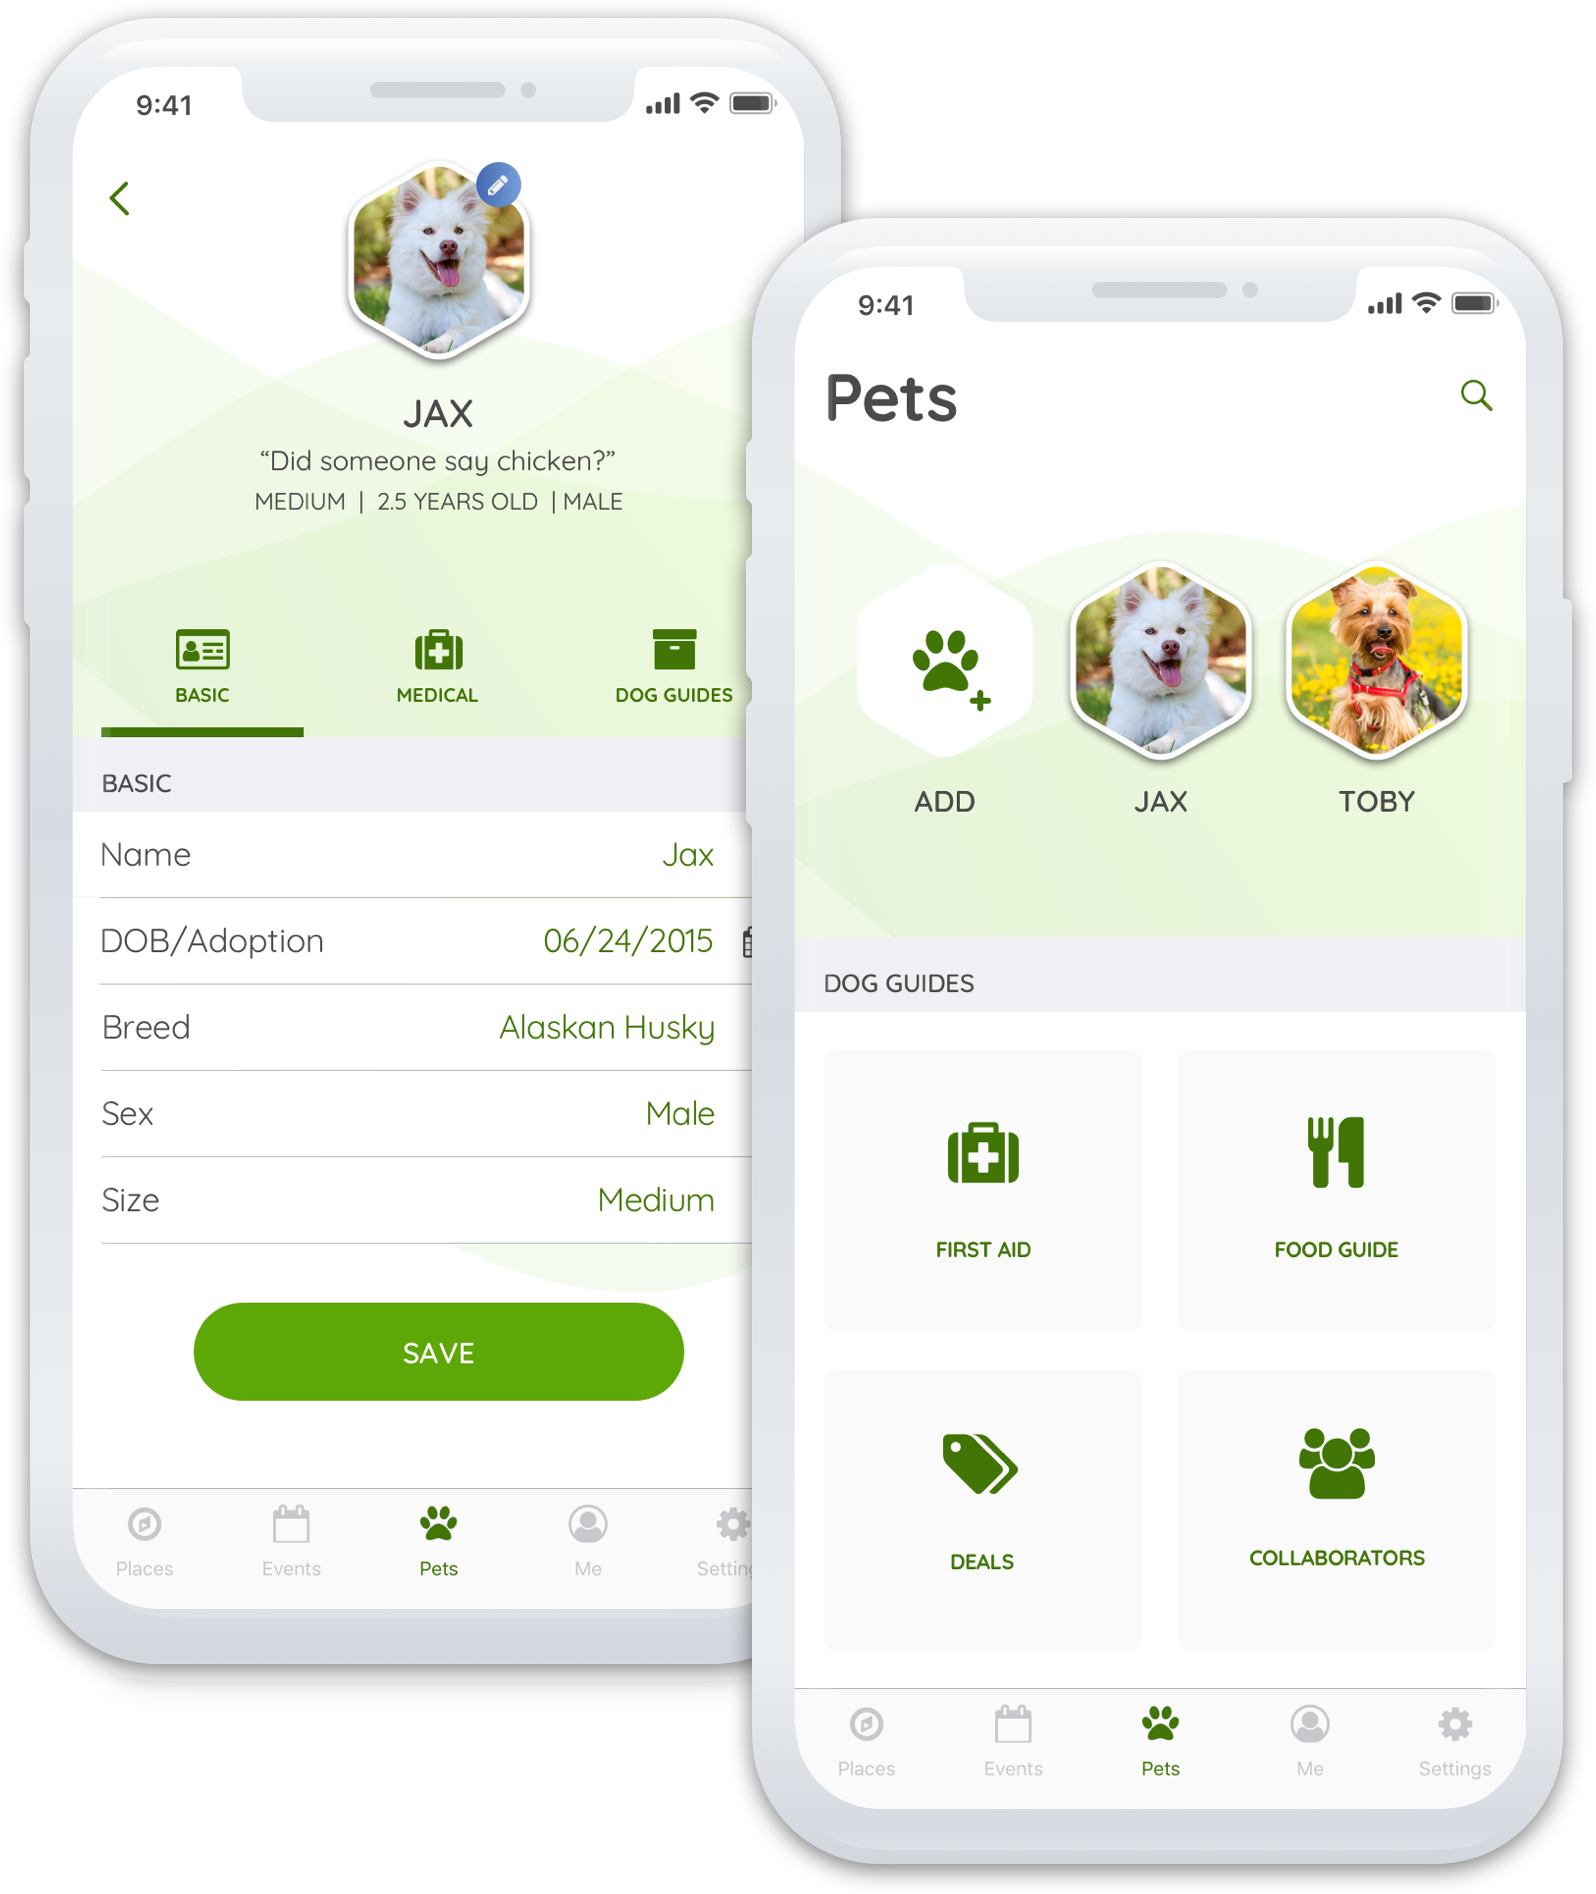 9:41
JAX
“Did someone say chicken?”
MEDIUM | 2.5 YEARS OLD | MALE
BASIC MEDICAL DOG GUIDES
BASIC
Name Jax
DOB/Adoption 06/24/2015
Breed Alaskan Husky
Sex Male
Size Medium
SAVE
Places Events Pets Me Setting
9:41
Pets
ADD JAX TOBY
DOG GUIDES
FIRST AID FOOD GUIDE
DEALS COLLABORATORS
Places Events Pets Me Settings